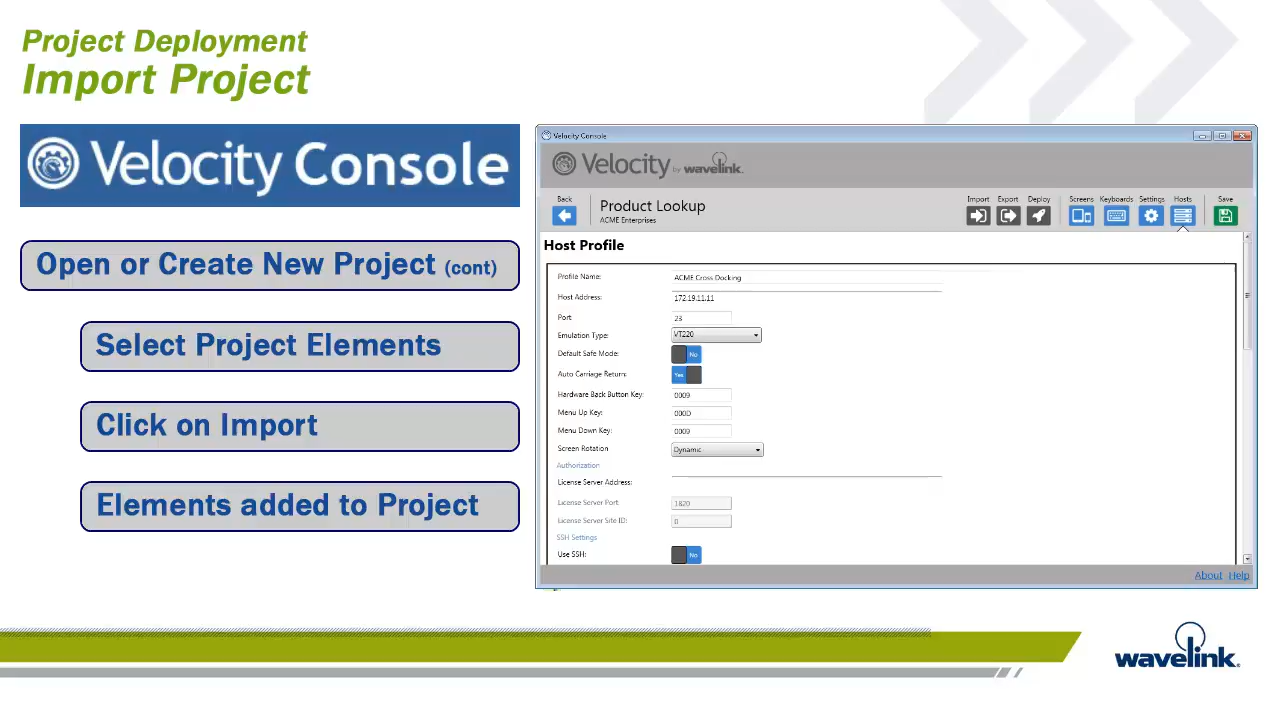 Project Deployment
Import Project
Velocity Console
Open or Create New Project (cont)
Select Project Elements
Click on Import
Elements added to Project
Velocity Console
Velocity by wavelink.
Back
Product Lookup
ACME Enterprises
Import Export Deploy Screens Keyboards Settings Hosts Save
Host Profile
Profile Name: ACME Cross Docking
Host Address: 172.19.11.11
Port: 23
Emulation Type: VT220
Default Safe Mode: No
Auto Carriage Return: Yes
Hardware Back Button Key: 0009
Menu Up Key: 000D
Menu Down Key: 0009
Screen Rotation Dynamic
Authorization
License Server Address:
License Server Port: 1820
License Server Site ID: 0
SSH Settings
Use SSH: No
About Help
wavelink.